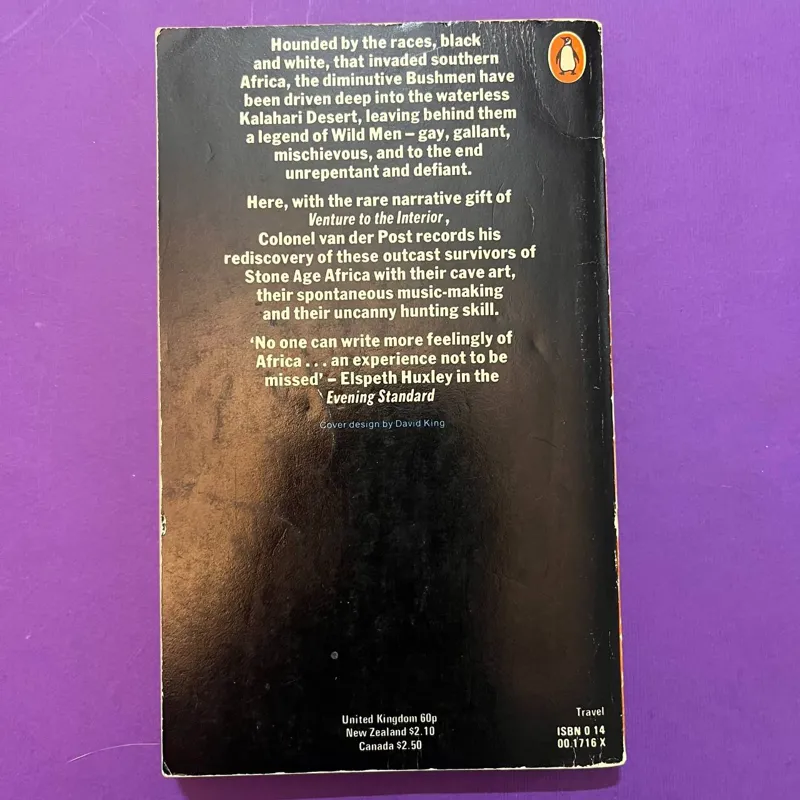 Hounded by the races, black
and white, that invaded southern
Africa, the diminutive Bushmen have
been driven deep into the waterless
Kalahari Desert, leaving behind them
a legend of Wild Men – gay, gallant,
mischievous, and to the end
unrepentant and defiant.
Here, with the rare narrative gift of
Venture to the Interior,
Colonel van der Post records his
rediscovery of these outcast survivors of
Stone Age Africa with their cave art,
their spontaneous music-making
and their uncanny hunting skill.
'No one can write more feelingly of
Africa . . . an experience not to be
missed' – Elspeth Huxley in the
Evening Standard
Cover design by David King
United Kingdom 60p
New Zealand $2.10
Canada $2.50
Travel
ISBN 0 14
00.1716 X